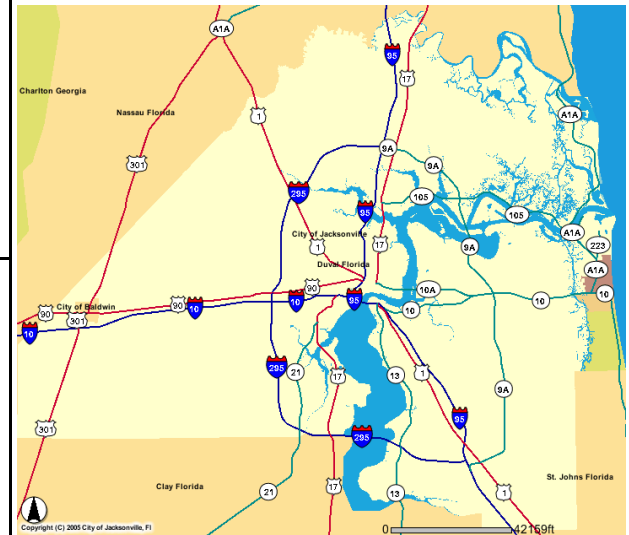 A1A
95
17
Charlton Georgia
Nassau Florida
1
A1A
9A
9A
301
295
105
95
105
A1A
223
City of Jacksonville
1
17
9A
Duval Florida
A1A
90
10A
10
City of Baldwin
90
10
10
95
10
10
90
301
10
295
21
17
13
1
9A
95
301
295
Clay Florida
St. Johns Florida
21
17
13
1
Copyright (C) 2005 City of Jacksonville, Fl
0
42159ft